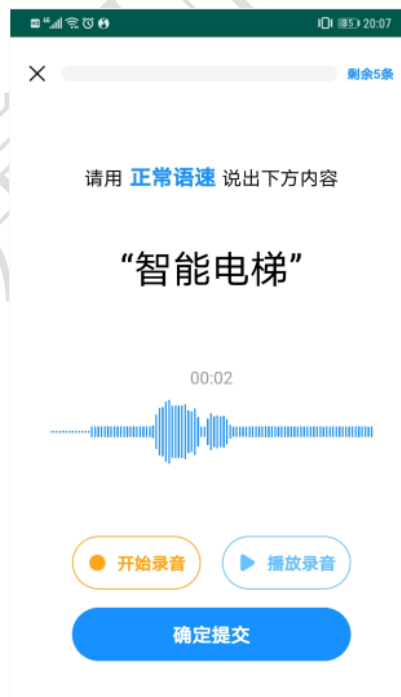 20:07
剩余5条
请用 正常语速 说出下方内容
“智能电梯”
00:02
开始录音
播放录音
确定提交